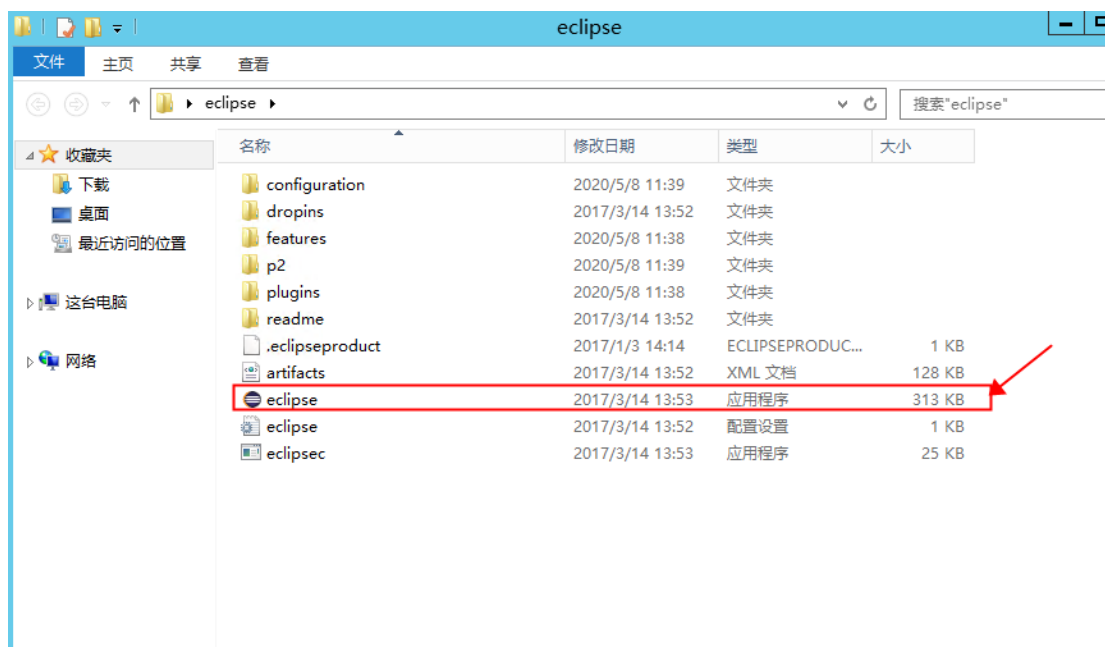 eclipse
文件 主页 共享 查看
eclipse 搜索"eclipse"
名称 修改日期 类型 大小
收藏夹
下载
桌面
最近访问的位置
这台电脑
网络
configuration 2020/5/8 11:39 文件夹
dropins 2017/3/14 13:52 文件夹
features 2020/5/8 11:38 文件夹
p2 2020/5/8 11:39 文件夹
plugins 2020/5/8 11:38 文件夹
readme 2017/3/14 13:52 文件夹
.eclipseproduct 2017/1/3 14:14 ECLIPSEPRODUC... 1 KB
artifacts 2017/3/14 13:52 XML 文档 128 KB
eclipse 2017/3/14 13:53 应用程序 313 KB
eclipse 2017/3/14 13:52 配置设置 1 KB
eclipsec 2017/3/14 13:53 应用程序 25 KB